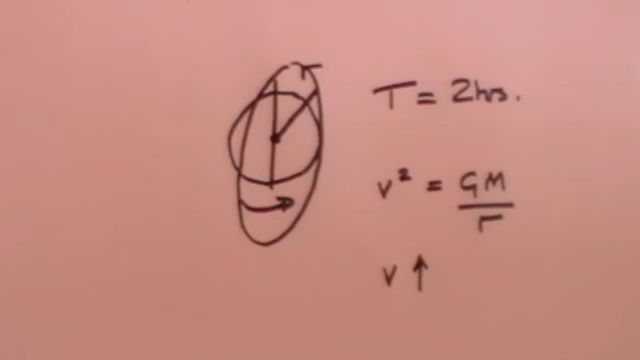 T = 2hrs.
v² = GM/r
v ↑